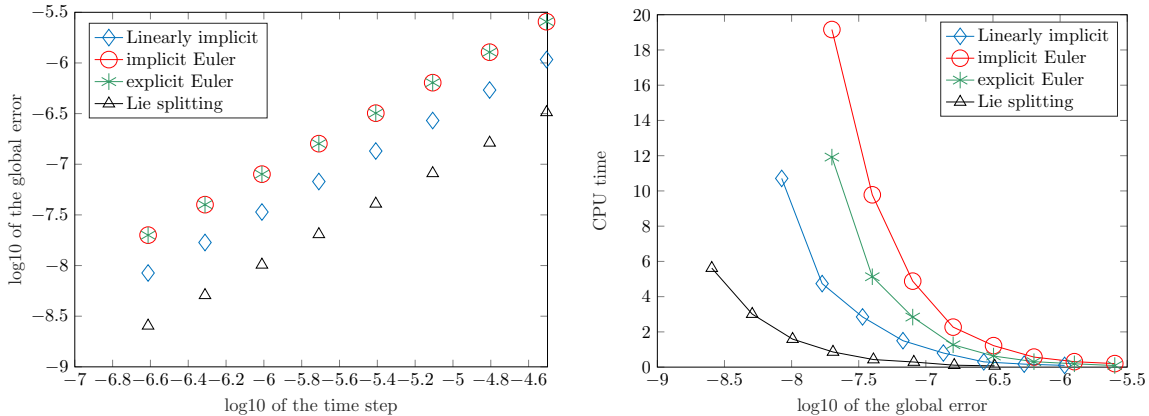 −5.5
−6
−6.5
−7
−7.5
−8
−8.5
−9
log10 of the global error
Linearly implicit
implicit Euler
explicit Euler
Lie splitting
−7 −6.8 −6.6 −6.4 −6.2 −6 −5.8 −5.6 −5.4 −5.2 −5 −4.8 −4.6
log10 of the time step
20
18
16
14
12
10
8
6
4
2
0
CPU time
Linearly implicit
implicit Euler
explicit Euler
Lie splitting
−9 −8.5 −8 −7.5 −7 −6.5 −6 −5.5
log10 of the global error